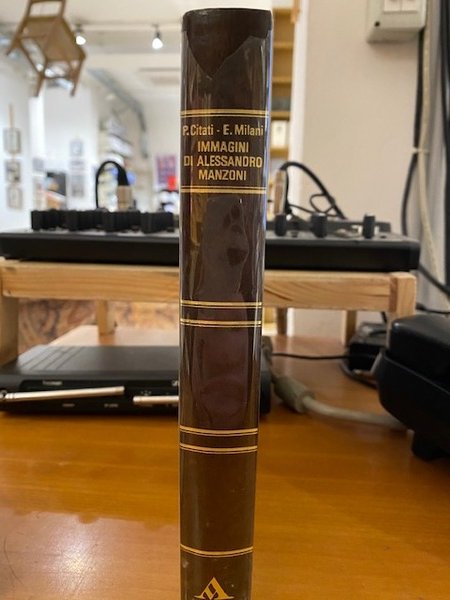 P. Citati - E. Milani
IMMAGINI
DI ALESSANDRO
MANZONI